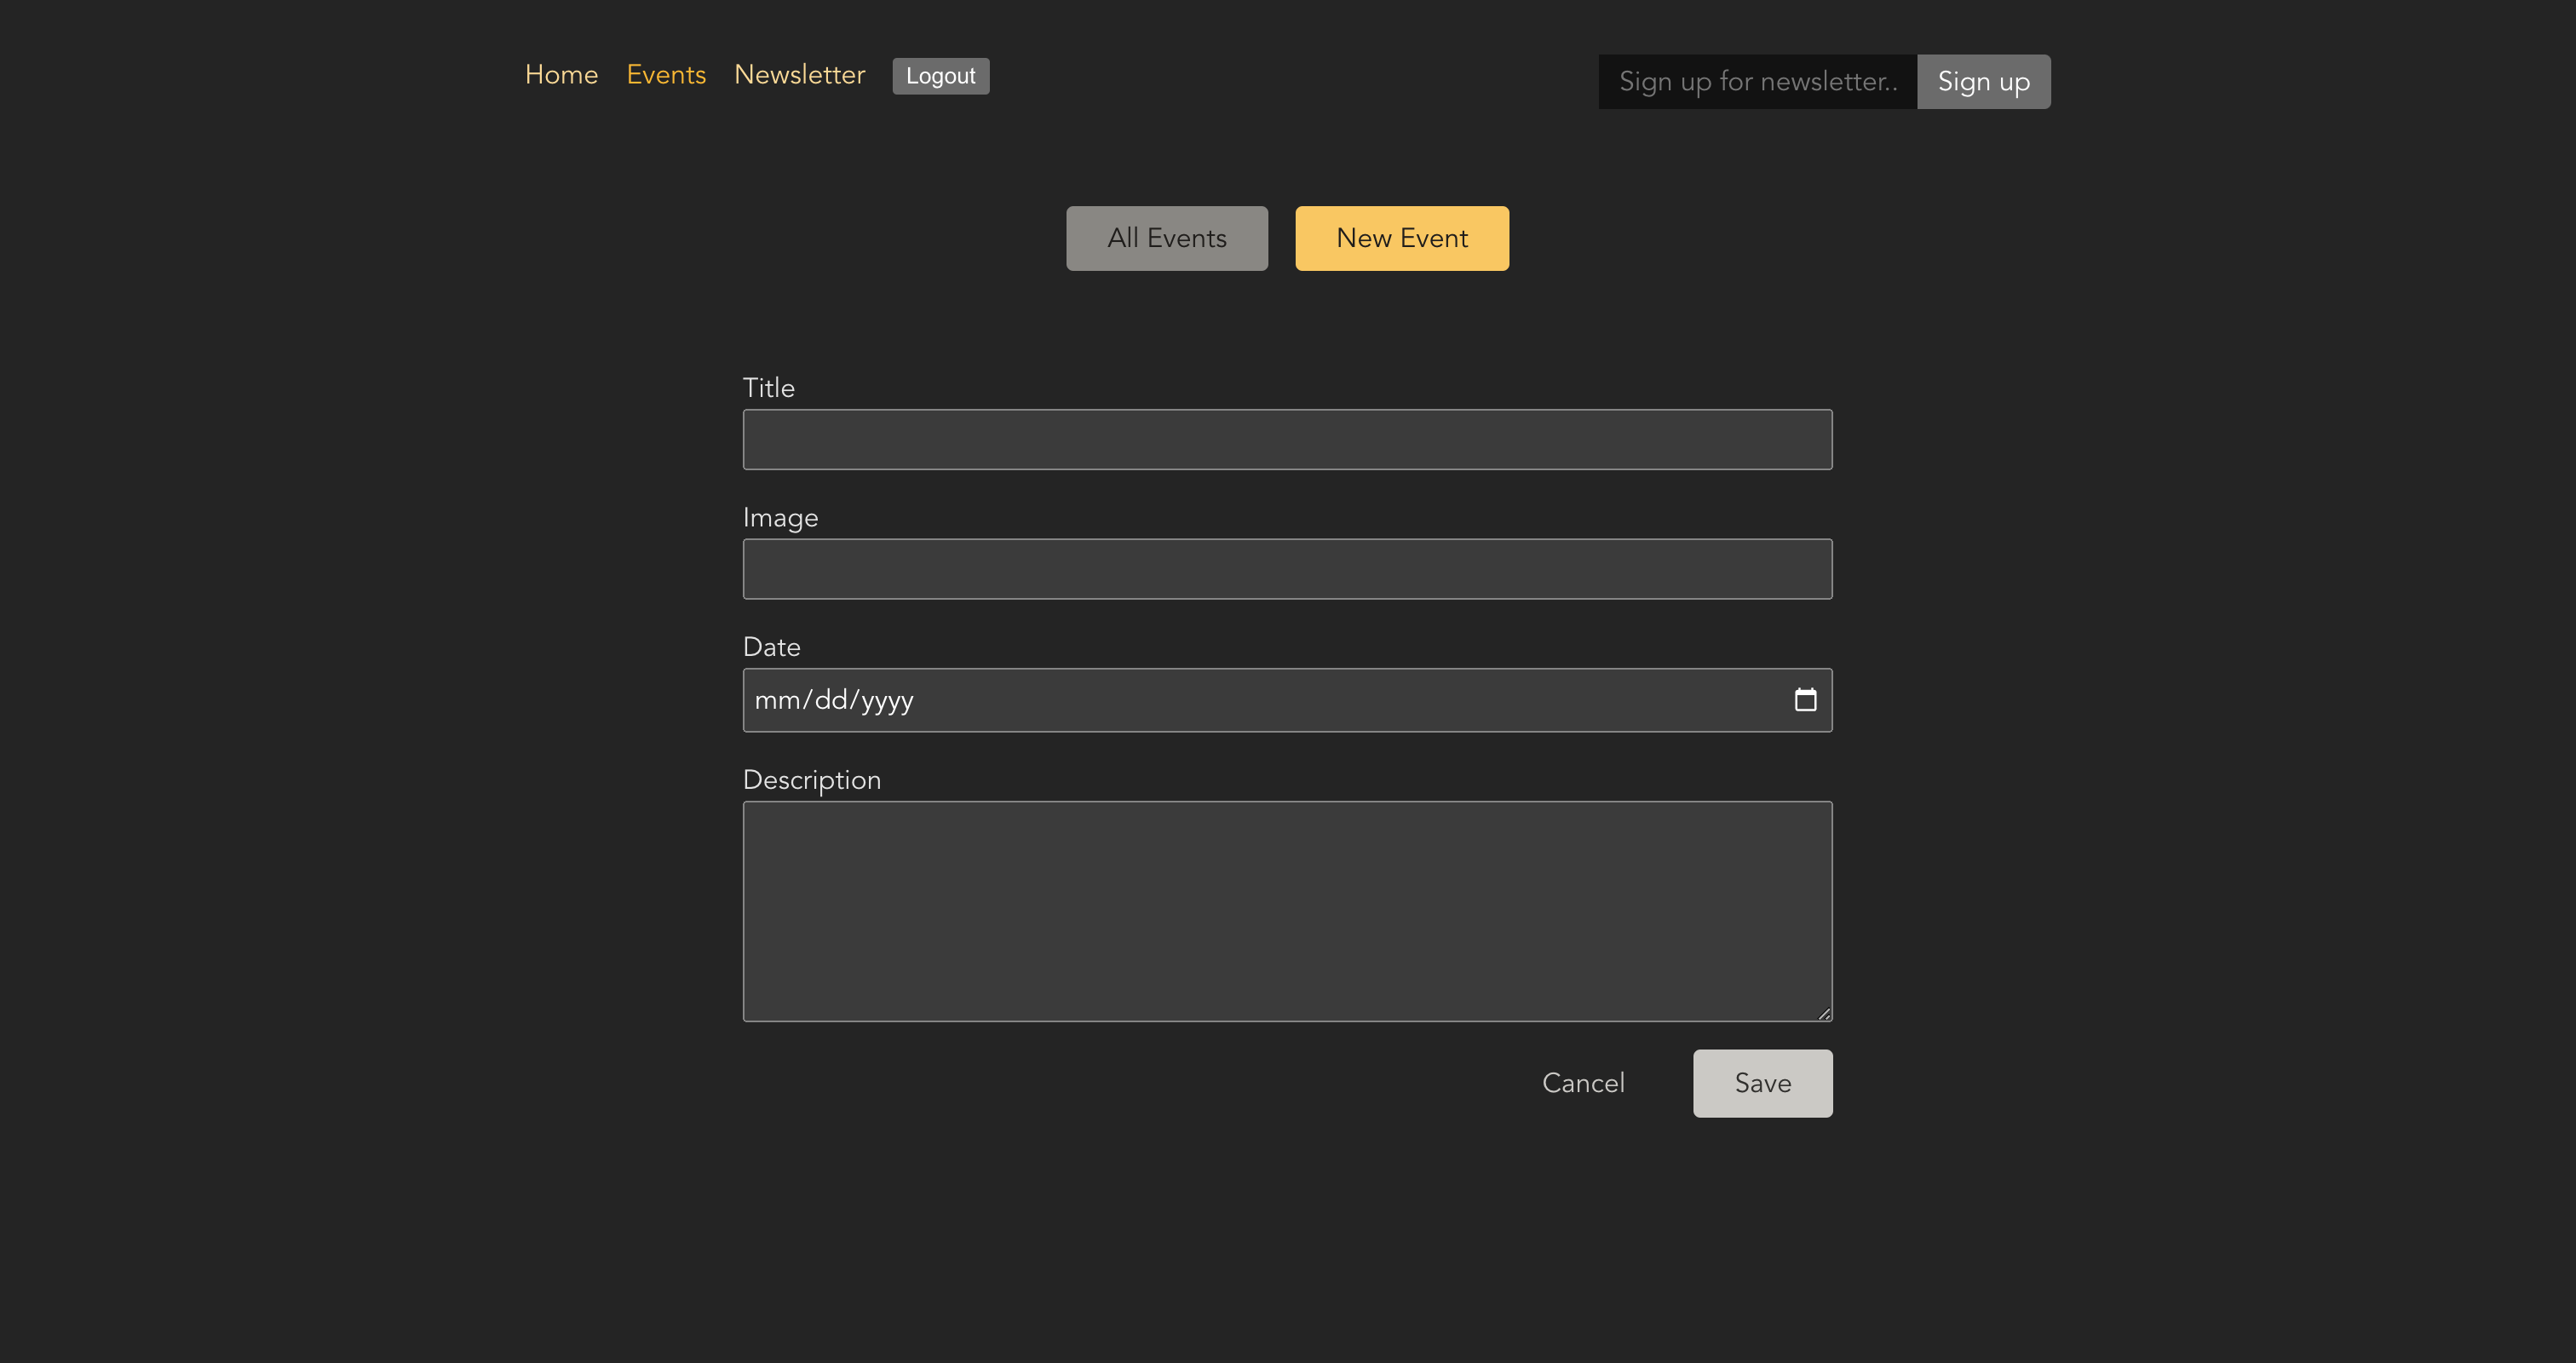 Home Events Newsletter Logout Sign up for newsletter.. Sign up
All Events New Event
Title
Image
Date
mm/dd/yyyy
Description
Cancel Save